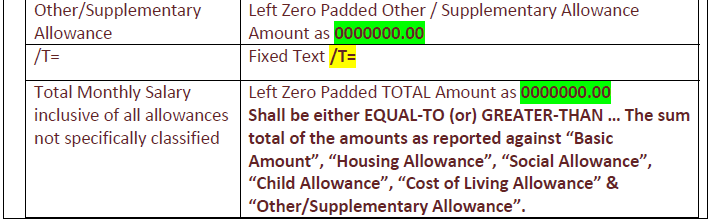 Other/Supplementary Allowance
Left Zero Padded Other / Supplementary Allowance
Amount as 0000000.00
/T=
Fixed Text /T=
Total Monthly Salary
inclusive of all allowances
not specifically classified
Left Zero Padded TOTAL Amount as 0000000.00
Shall be either EQUAL-TO (or) GREATER-THAN ... The sum
total of the amounts as reported against “Basic
Amount”, “Housing Allowance”, “Social Allowance”,
“Child Allowance”, “Cost of Living Allowance” &
“Other/Supplementary Allowance”.